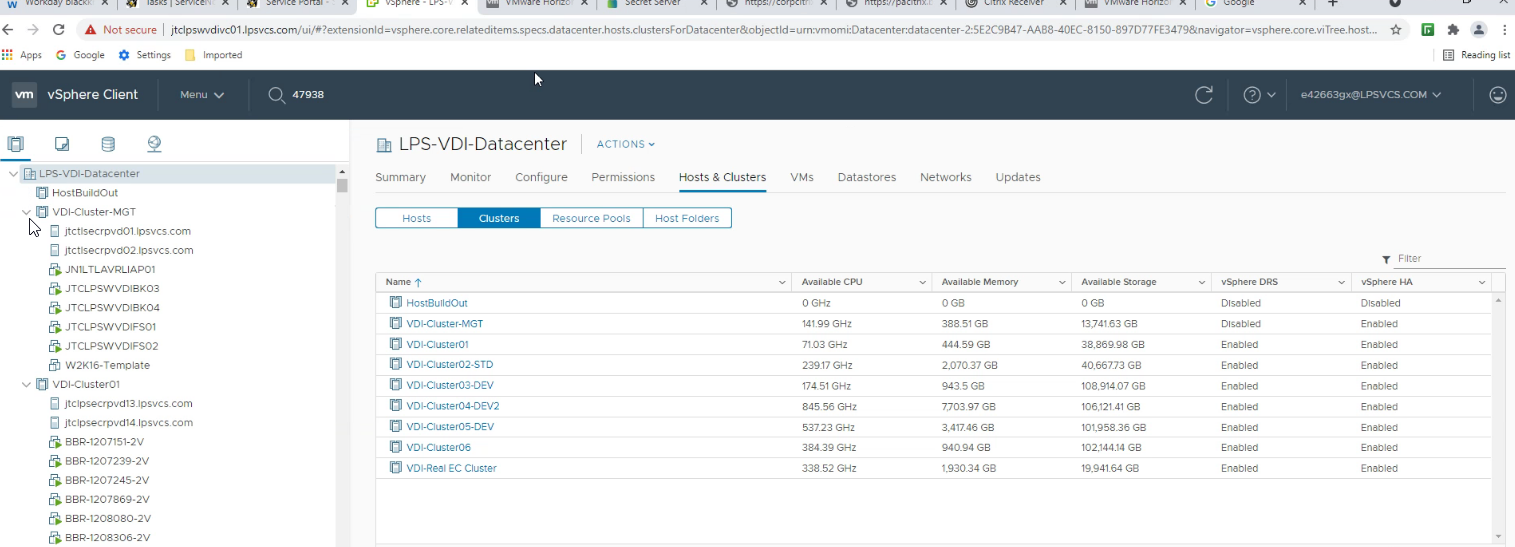 Workday Blackli
Tasks | ServiceN
Service Portal - S
vSphere - LPS-V
VMware Horizo
Secret Server
https://corpcitri
https://pacitrix.
Citrix Receiver
VMware Horizo
Google
Not secure | jtclpswvdivc01.lpsvcs.com/ui/#?extensionId=vsphere.core.relateditems.specs.datacenter.hosts.clustersForDatacenter&objectId=urn:vmomi:Datacenter:datacenter-2:5E2C9B47-AAB8-40EC-8150-897D77FE3479&navigator=vsphere.core.viTree.host...
Apps Google Settings Imported Reading list
vm vSphere Client Menu 47938 e42663gx@LPSVCS.COM
LPS-VDI-Datacenter
HostBuildOut
VDI-Cluster-MGT
jtctlsecrpvd01.lpsvcs.com
jtctlsecrpvd02.lpsvcs.com
JN1LTLAVRLIAP01
JTCLPSWVDIBK03
JTCLPSWVDIBK04
JTCLPSWVDIFS01
JTCLPSWVDIFS02
W2K16-Template
VDI-Cluster01
jtclpsecrpvd13.lpsvcs.com
jtclpsecrpvd14.lpsvcs.com
BBR-1207151-2V
BBR-1207239-2V
BBR-1207245-2V
BBR-1207869-2V
BBR-1208080-2V
BBR-1208306-2V
LPS-VDI-Datacenter ACTIONS
Summary Monitor Configure Permissions Hosts & Clusters VMs Datastores Networks Updates
Hosts Clusters Resource Pools Host Folders
Filter
Name Available CPU Available Memory Available Storage vSphere DRS vSphere HA
HostBuildOut 0 GHz 0 GB 0 GB Disabled Disabled
VDI-Cluster-MGT 141.99 GHz 388.51 GB 13,741.63 GB Disabled Enabled
VDI-Cluster01 71.03 GHz 444.59 GB 38,869.98 GB Enabled Enabled
VDI-Cluster02-STD 239.17 GHz 2,070.37 GB 40,667.73 GB Enabled Enabled
VDI-Cluster03-DEV 174.51 GHz 943.5 GB 108,914.07 GB Enabled Enabled
VDI-Cluster04-DEV2 845.56 GHz 7,703.97 GB 106,121.41 GB Enabled Enabled
VDI-Cluster05-DEV 537.23 GHz 3,417.46 GB 101,958.36 GB Enabled Enabled
VDI-Cluster06 384.39 GHz 940.94 GB 102,144.14 GB Enabled Enabled
VDI-Real EC Cluster 338.52 GHz 1,930.34 GB 19,941.64 GB Enabled Enabled